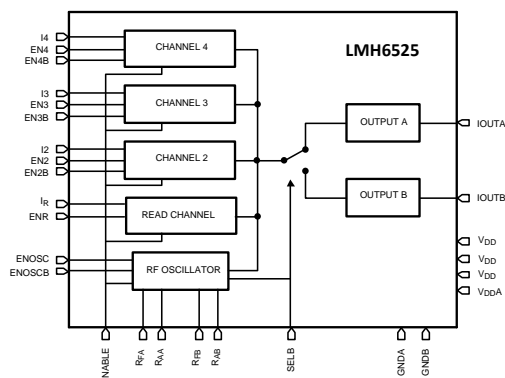 I4
EN4
EN4B
CHANNEL 4
LMH6525
I3
EN3
EN3B
CHANNEL 3
OUTPUT A
IOUTA
I2
EN2
EN2B
CHANNEL 2
IR
ENR
READ CHANNEL
OUTPUT B
IOUTB
ENOSC
ENOSCB
RF OSCILLATOR
VDD
VDD
VDD
VDDA
NABLE
RFA
RAA
RFB
RAB
SELB
GNDA
GNDB